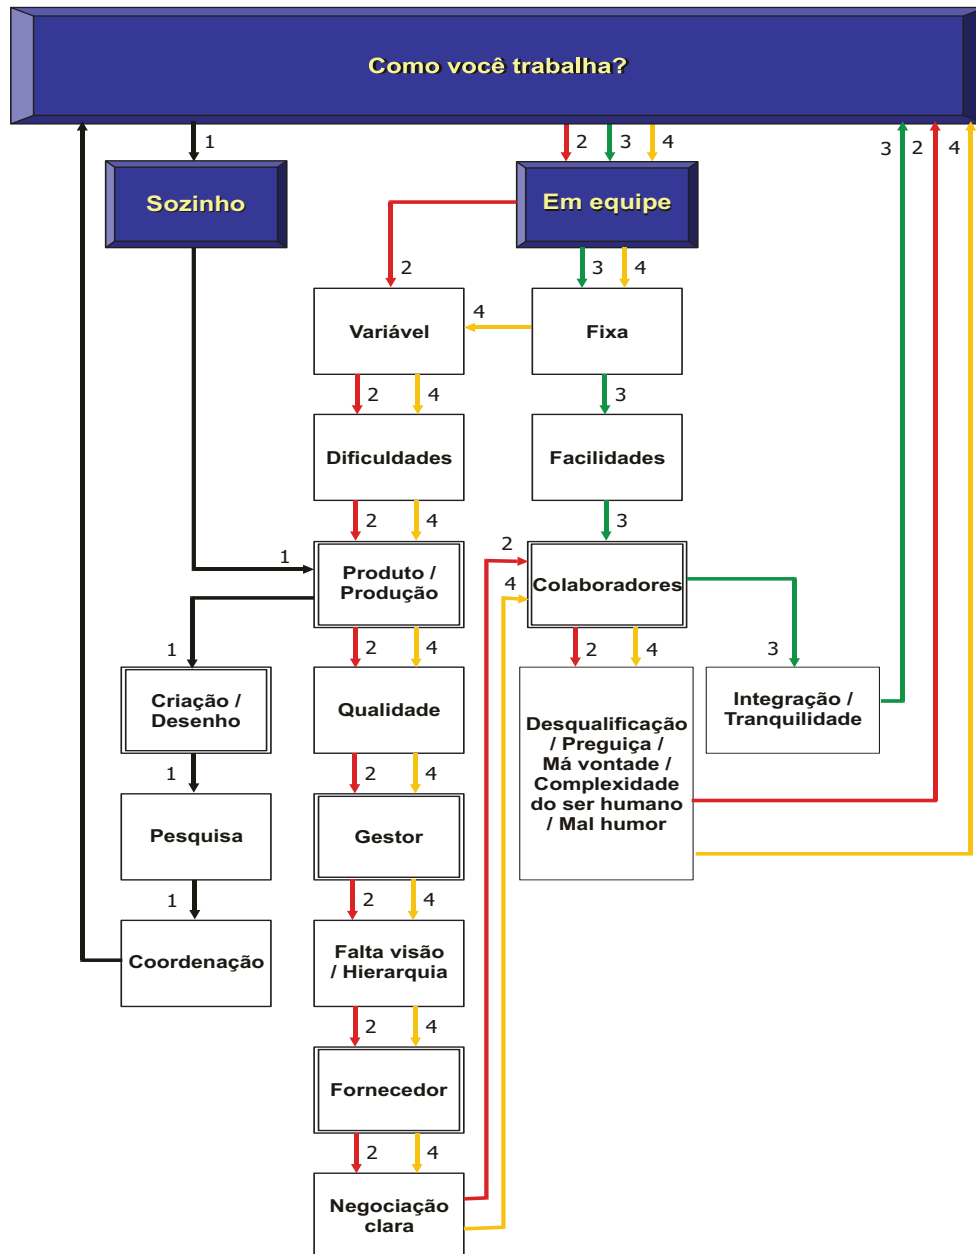 Como você trabalha?
1
2
3
4
3
2
4
Sozinho
Em equipe
2
3
4
Variável
4
Fixa
2
4
3
Dificuldades
Facilidades
2
4
3
1
2
Produto /
Produção
4
Colaboradores
1
2
4
2
4
3
Criação /
Desenho
Qualidade
Desqualificação
/ Preguiça /
Má vontade /
Complexidade
do ser humano
/ Mal humor
Integração /
Tranquilidade
1
2
4
Pesquisa
Gestor
1
2
4
Coordenação
Falta visão
/ Hierarquia
2
4
Fornecedor
2
4
Negociação
clara